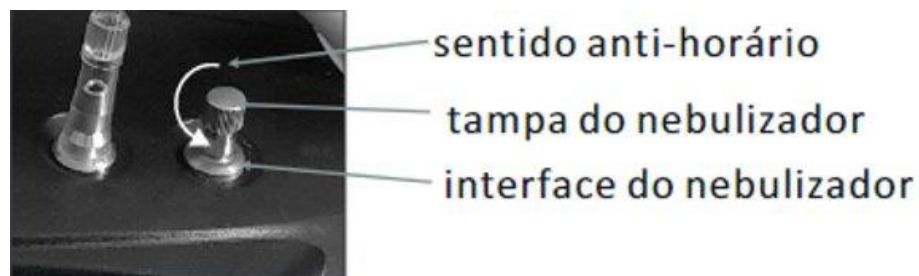 sentido anti-horário
tampa do nebulizador
interface do nebulizador